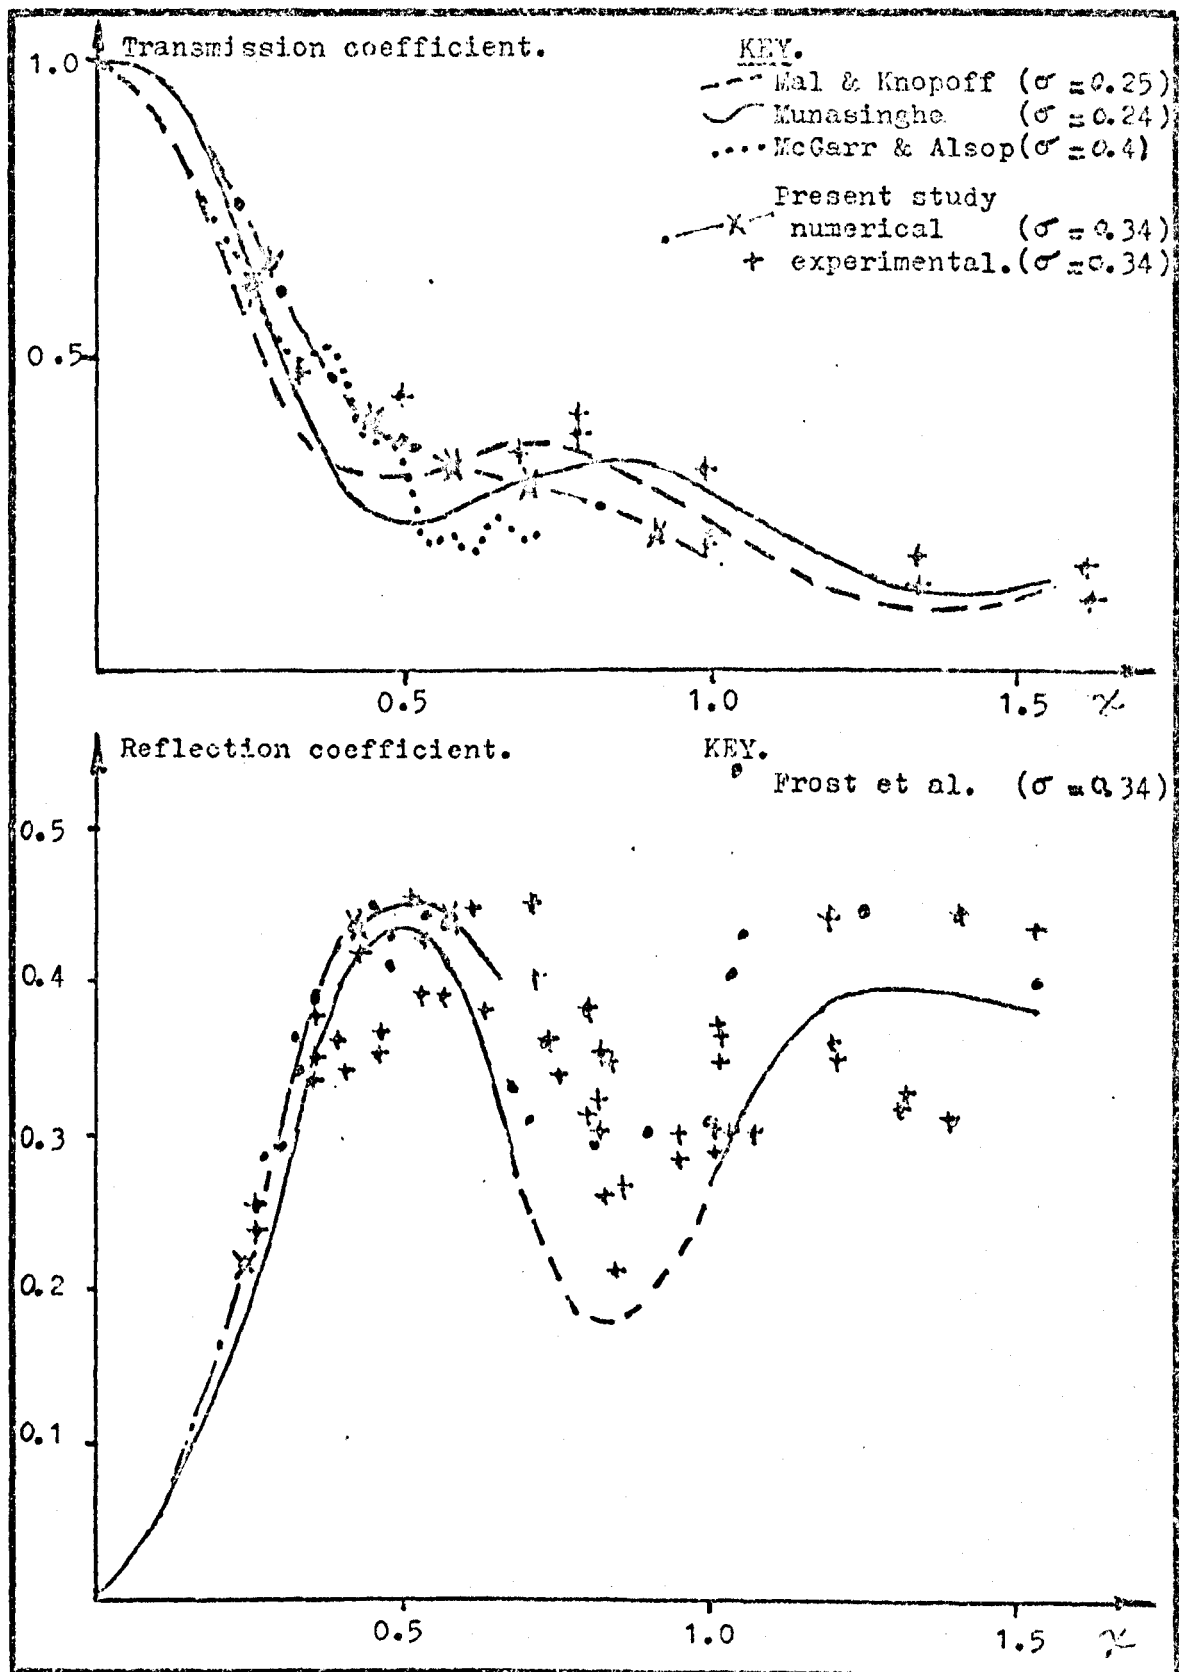 Transmission coefficient.
KEY.
1.0
Mal & Knopoff (σ = 0.25)
Munasinghe (σ = 0.24)
McGarr & Alsop (σ = 0.4)
Present study
numerical (σ = 0.34)
experimental. (σ = 0.34)
0.5
0.5 1.0 1.5 χ
Reflection coefficient. KEY.
Frost et al. (σ = 0.34)
0.5
0.4
0.3
0.2
0.1
0.5 1.0 1.5 χ